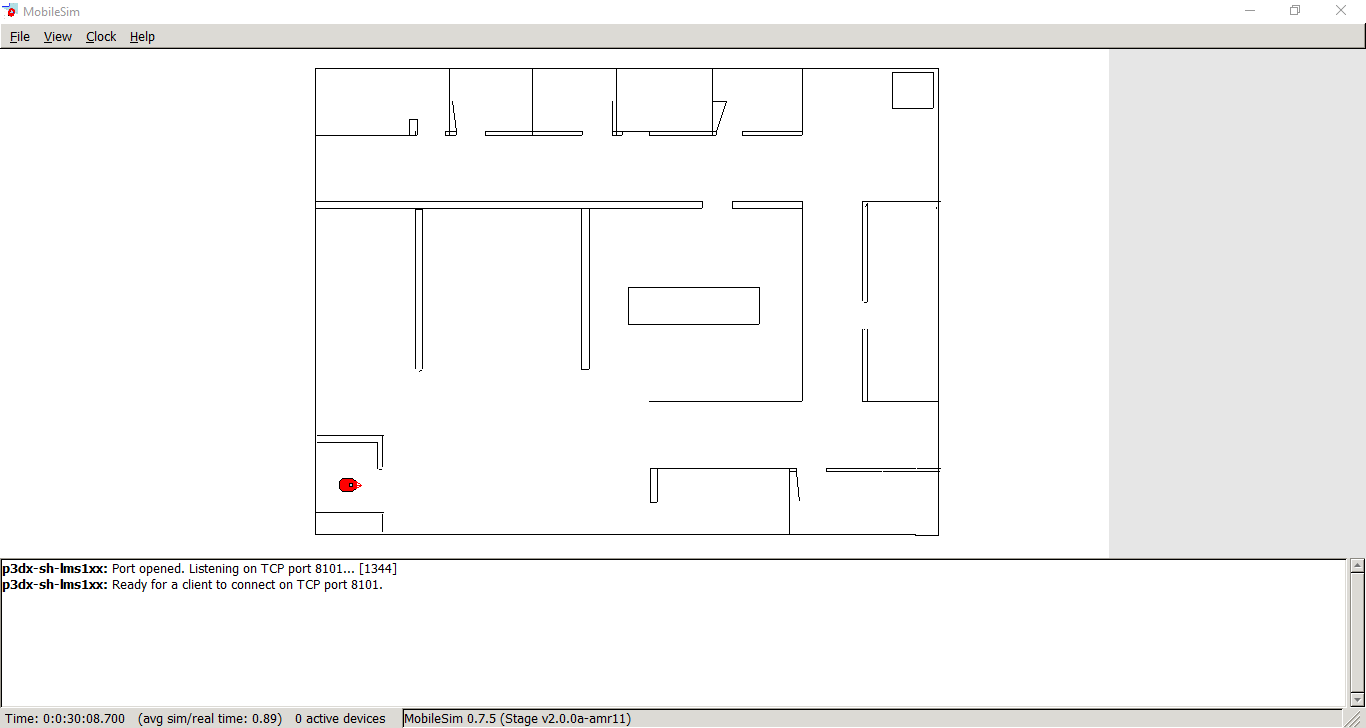 MobileSim
File View Clock Help
p3dx-sh-lms1xx: Port opened. Listening on TCP port 8101... [1344]
p3dx-sh-lms1xx: Ready for a client to connect on TCP port 8101.
Time: 0:0:30:08.700 (avg sim/real time: 0.89) 0 active devices MobileSim 0.7.5 (Stage v2.0.0a-amr11)